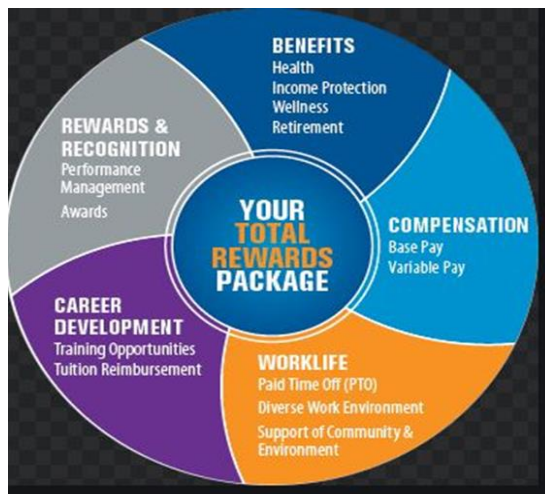 BENEFITS
Health
Income Protection
Wellness
Retirement
COMPENSATION
Base Pay
Variable Pay
WORKLIFE
Paid Time Off (PTO)
Diverse Work Environment
Support of Community &
Environment
CAREER
DEVELOPMENT
Training Opportunities
Tuition Reimbursement
REWARDS &
RECOGNITION
Performance
Management
Awards
YOUR
TOTAL
REWARDS
PACKAGE